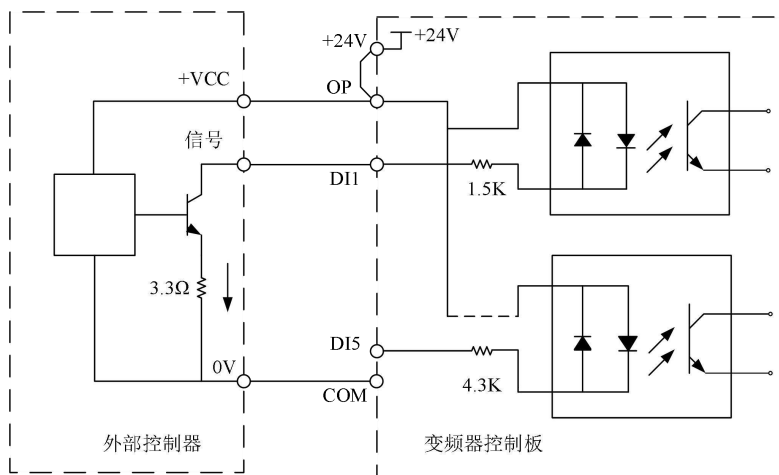 +24V
+24V
+VCC
OP
信号
DI1
1.5K
3.3Ω
DI5
0V
4.3K
COM
外部控制器
变频器控制板